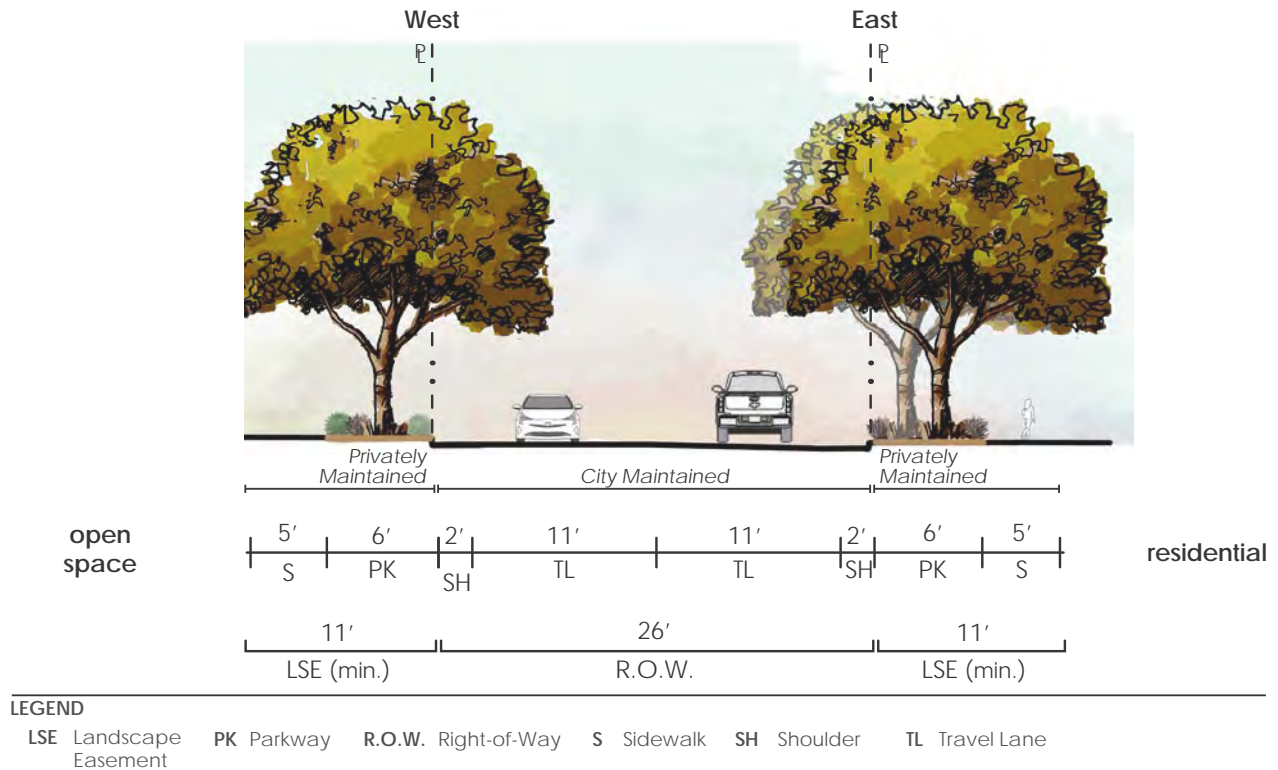 West East
PL PL
Privately Maintained City Maintained Privately Maintained
open space
5' 6' 2' 11' 11' 2' 6' 5'
S PK SH TL TL SH PK S
residential
11' 26' 11'
LSE (min.) R.O.W. LSE (min.)
LEGEND
LSE Landscape Easement PK Parkway R.O.W. Right-of-Way S Sidewalk SH Shoulder TL Travel Lane